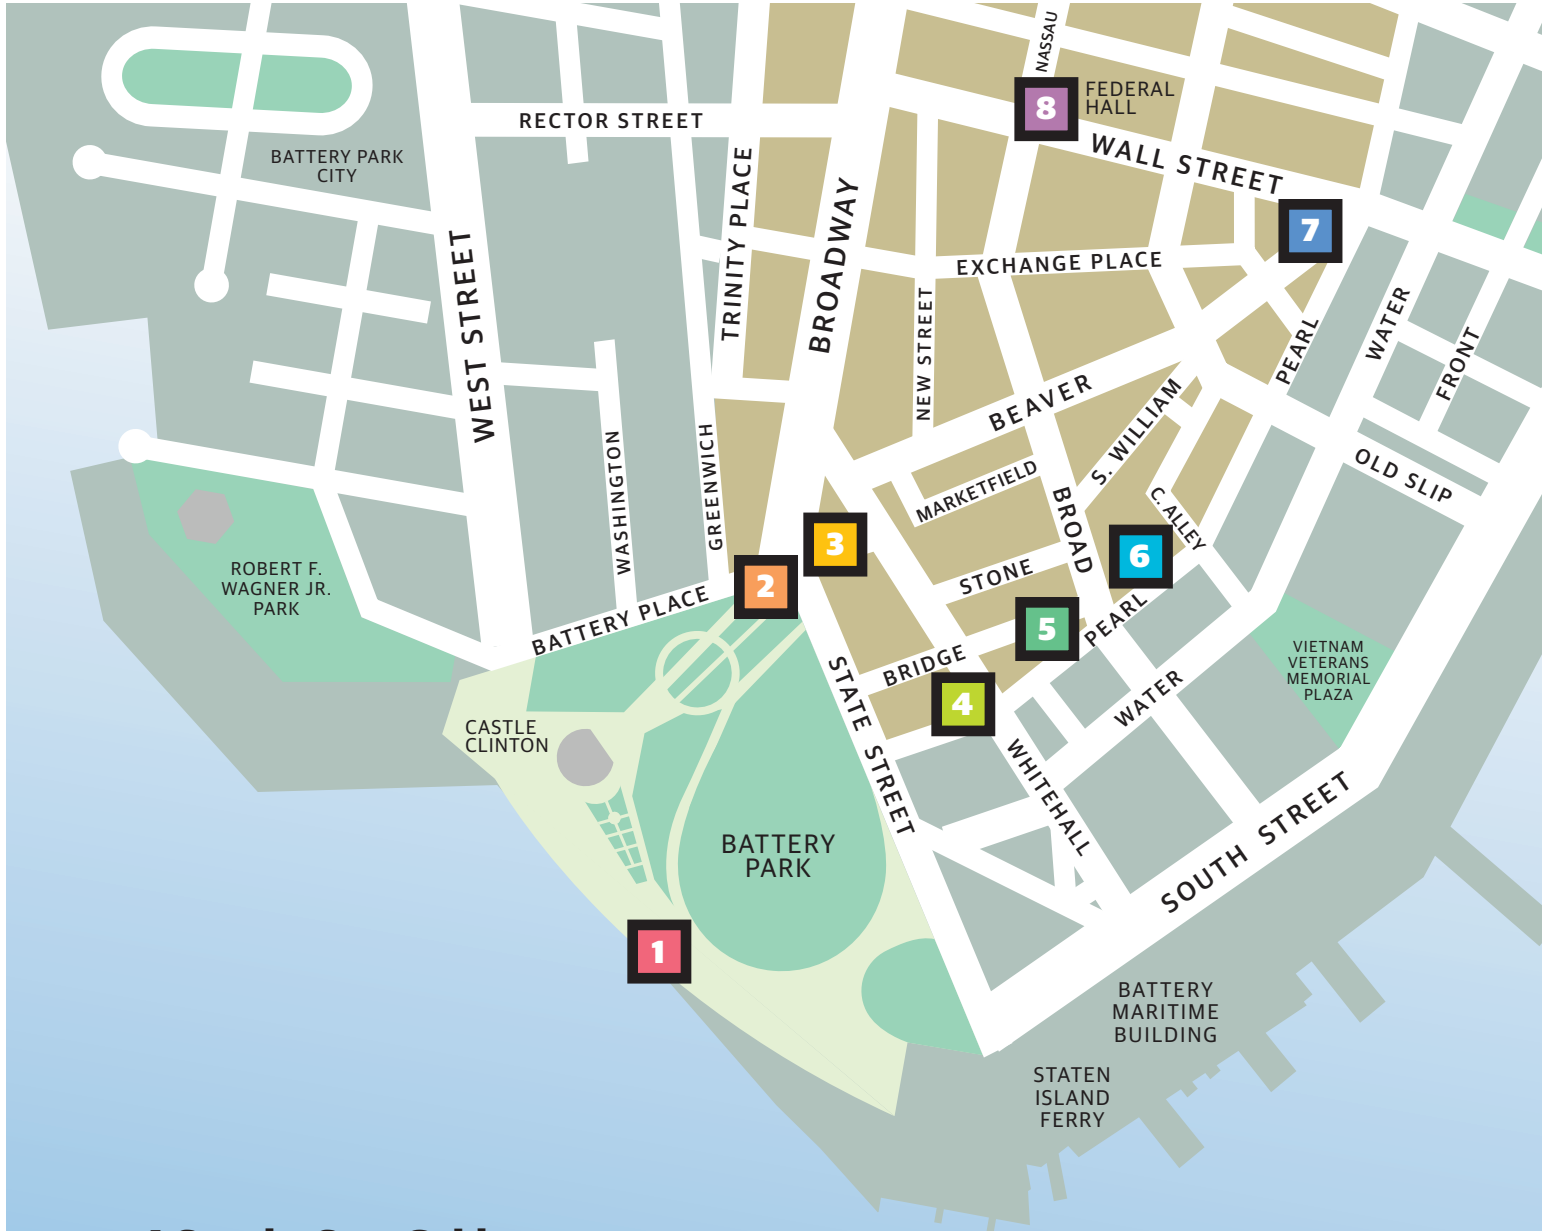 NASSAU
8
FEDERAL
HALL
RECTOR STREET
WALL STREET
BATTERY PARK
CITY
TRINITY PLACE
BROADWAY
7
WEST STREET
EXCHANGE PLACE
NEW STREET
PEARL
WATER
FRONT
BEAVER
S. WILLIAM
MARKETFIELD
OLD SLIP
WASHINGTON
GREENWICH
BROAD
C. ALLEY
3
6
2
STONE
ROBERT F.
WAGNER JR.
PARK
BATTERY PLACE
5
PEARL
BRIDGE
VIETNAM
VETERANS
MEMORIAL
PLAZA
4
WATER
STATE STREET
CASTLE
CLINTON
WHITEHALL
BATTERY
PARK
SOUTH STREET
1
BATTERY
MARITIME
BUILDING
STATEN
ISLAND
FERRY